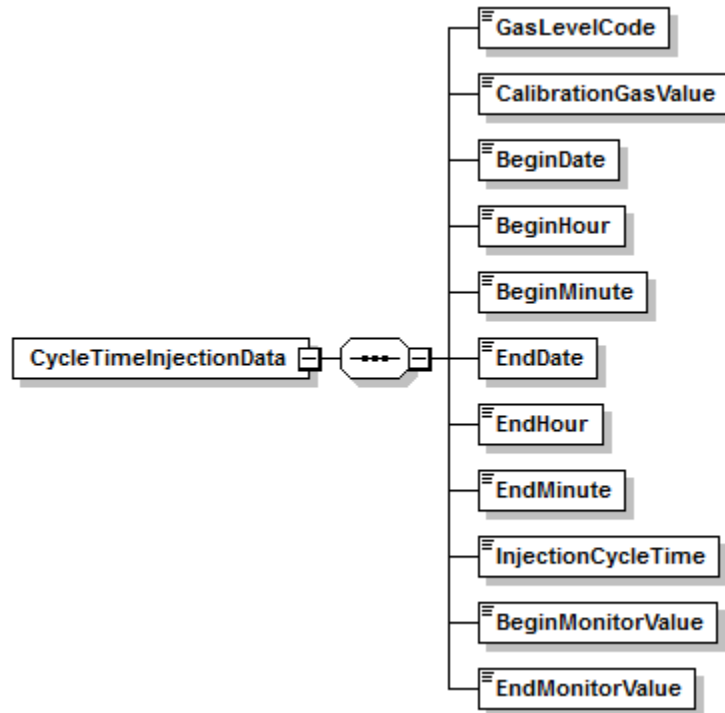 GasLevelCode
CalibrationGasValue
BeginDate
BeginHour
BeginMinute
CycleTimeInjectionData
EndDate
EndHour
EndMinute
InjectionCycleTime
BeginMonitorValue
EndMonitorValue